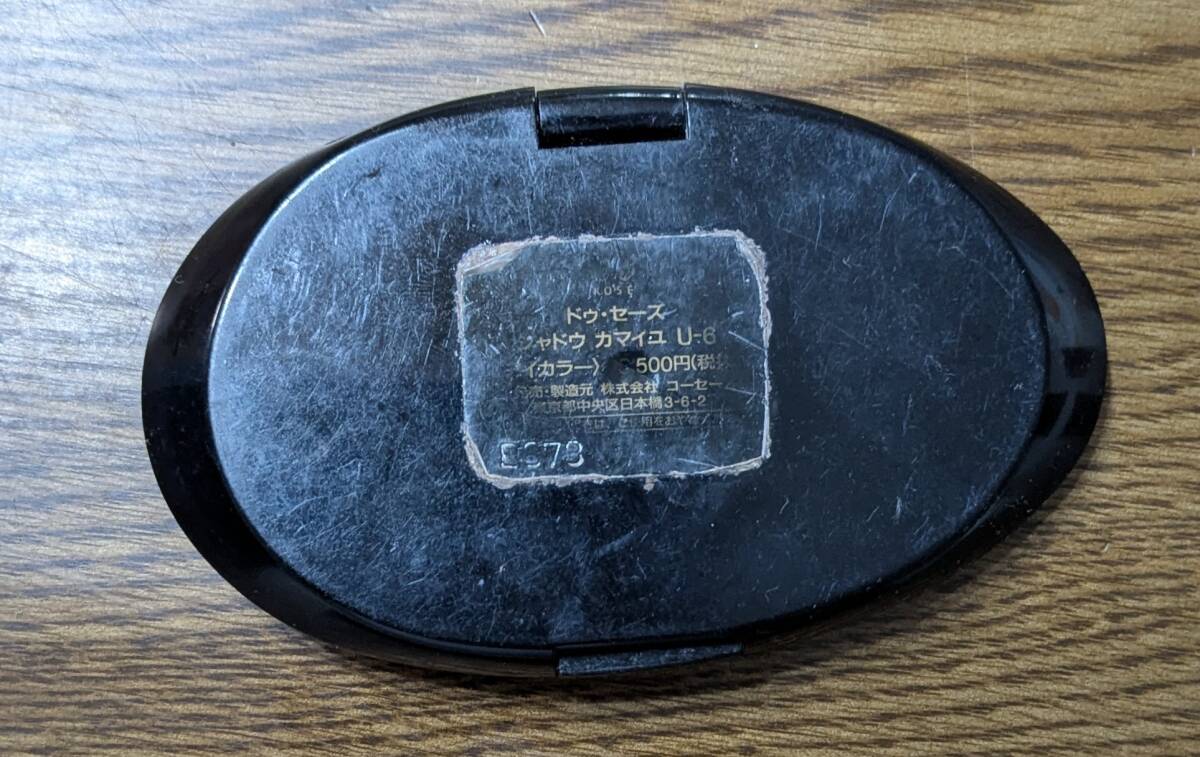 KOSÉ
ドゥ・セーズ
シャドウ カマイユ U-6
イカラー〉 500円(税
製造元 株式会社 コーセー
京都中央区日本橋3-6-2
EC73